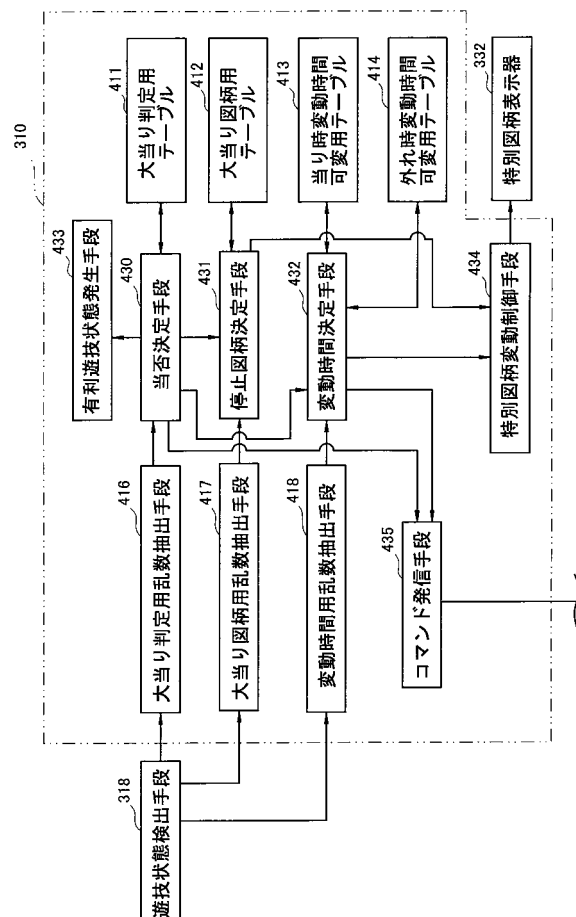 310
遊技状態検出手段
318
大当り判定用乱数抽出手段
416
大当り図柄用乱数抽出手段
417
変動時間用乱数抽出手段
418
コマンド発信手段
435
有利遊技状態発生手段
433
当否決定手段
430
停止図柄決定手段
431
変動時間決定手段
432
特別図柄変動制御手段
434
大当り判定用
テーブル
411
大当り図柄用
テーブル
412
当り時変動時間
可変用テーブル
413
外れ時変動時間
可変用テーブル
414
特別図柄表示器
332